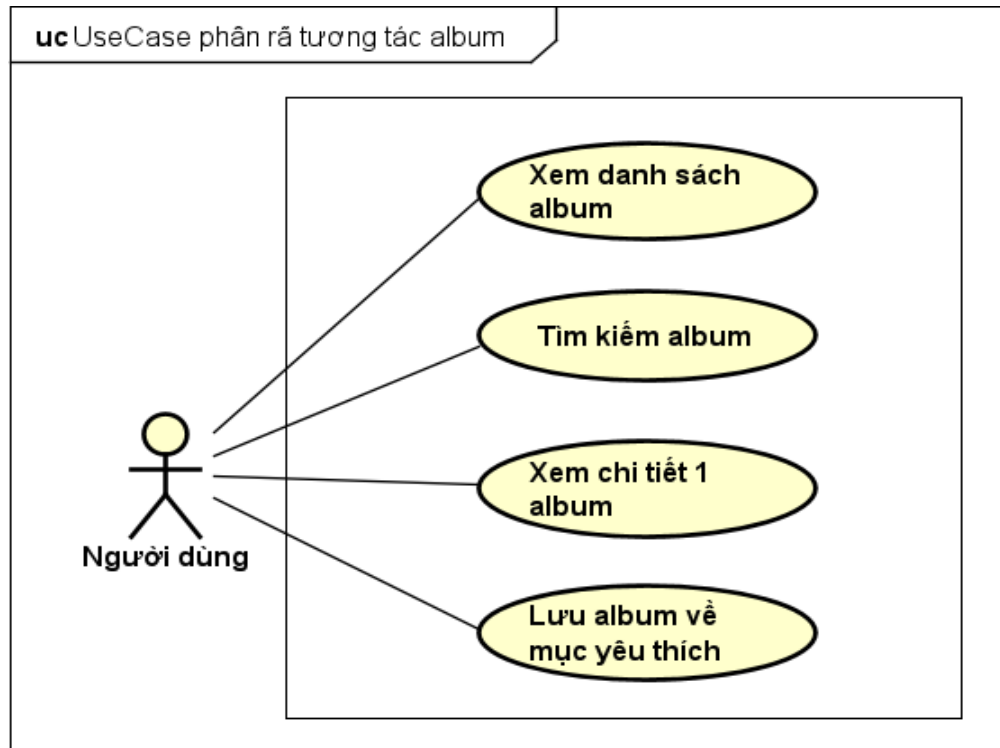 uc UseCase phân rã tương tác album
Xem danh sách
album
Tìm kiếm album
Xem chi tiết 1
album
Người dùng
Lưu album về
mục yêu thích